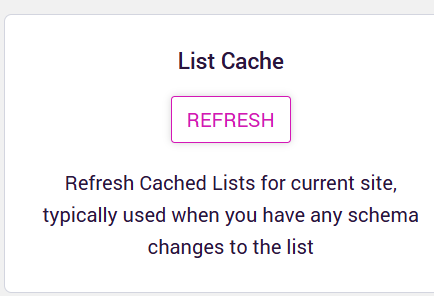 List Cache
REFRESH
Refresh Cached Lists for current site,
typically used when you have any schema
changes to the list